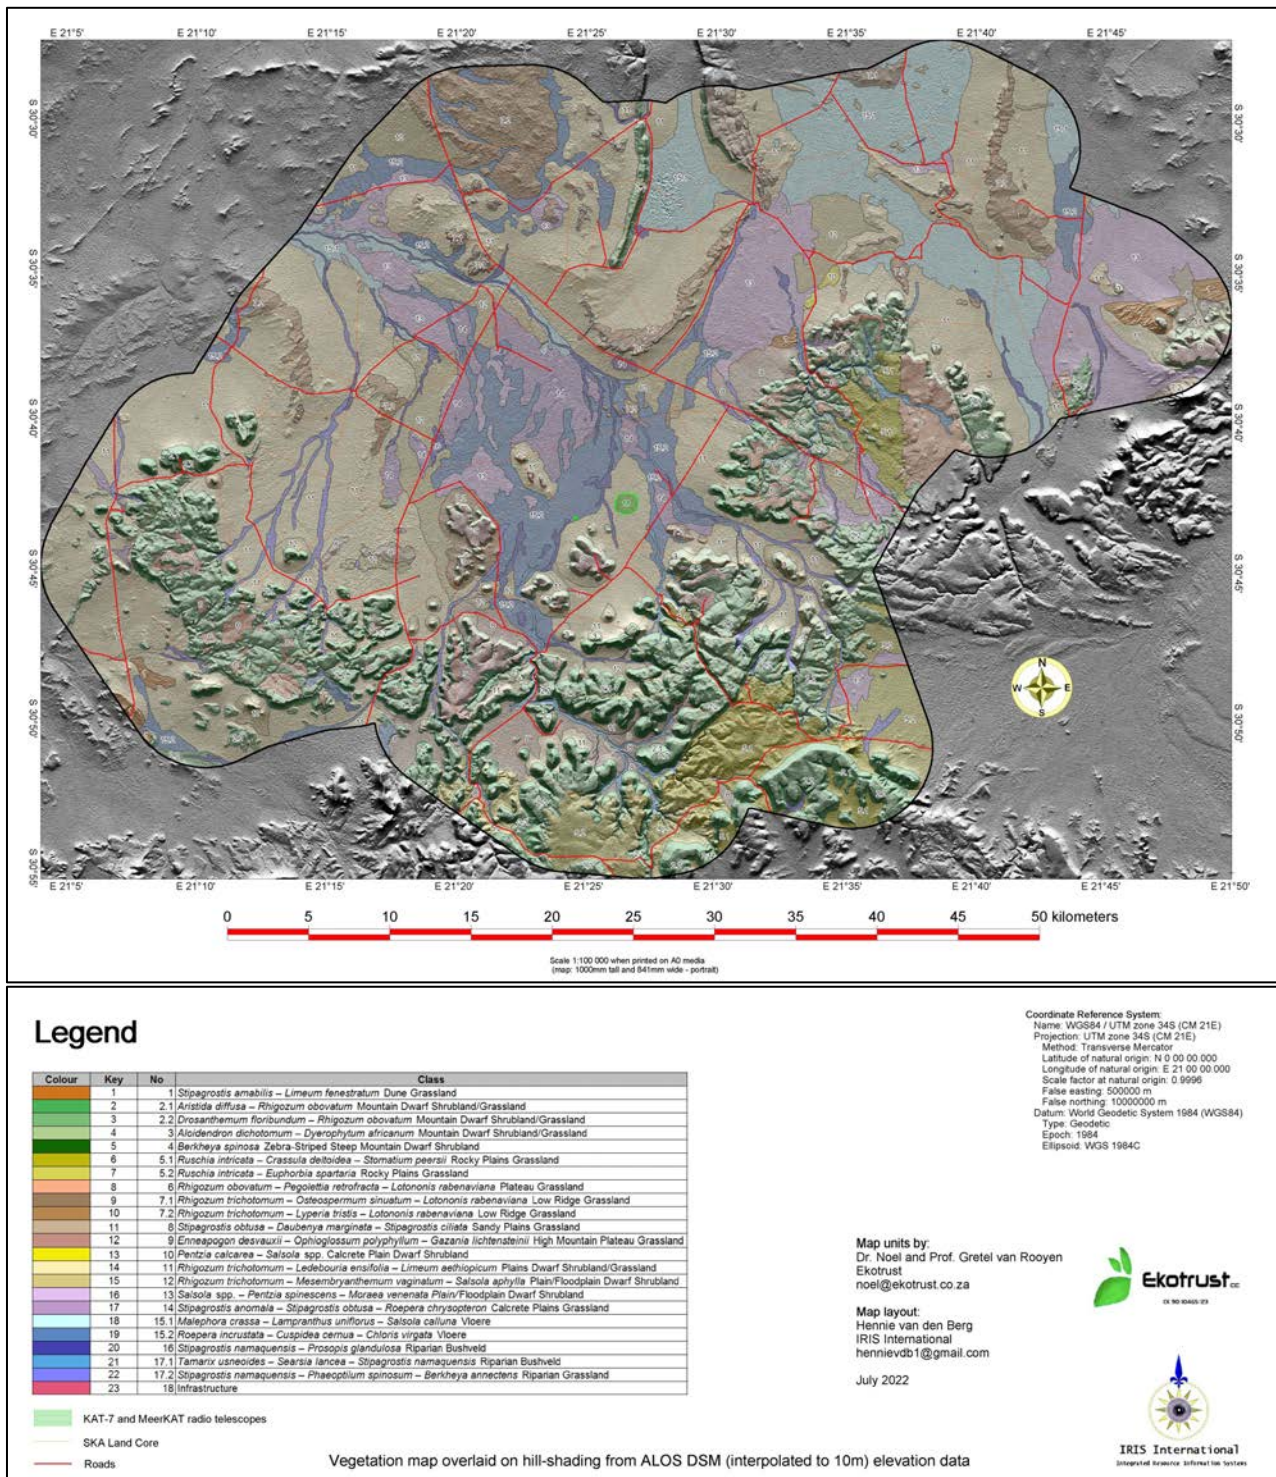 E 21°5' E 21°10' E 21°15' E 21°20' E 21°25' E 21°30' E 21°35' E 21°40' E 21°45'
S 30°30' S 30°30'
S 30°35' S 30°35'
S 30°40' S 30°40'
S 30°45' S 30°45'
S 30°50' S 30°50'
S 30°55'
N
W E
S
E 21°5' E 21°10' E 21°15' E 21°20' E 21°25' E 21°30' E 21°35' E 21°40' E 21°45' E 21°50'
0 5 10 15 20 25 30 35 40 45 50 kilometers
Scale 1:100 000 when printed on A0 media
(map: 1000mm tall and 841mm wide - portrait)
Legend
Colour Key No Class
1 1 Stipagrostis amabilis – Limeum fenestratum Dune Grassland
2 2.1 Aristida diffusa – Rhigozum obovatum Mountain Dwarf Shrubland/Grassland
3 2.2 Drosanthemum floribundum – Rhigozum obovatum Mountain Dwarf Shrubland/Grassland
4 3 Aloidendron dichotomum – Dyerophytum africanum Mountain Dwarf Shrubland/Grassland
5 4 Berkheya spinosa Zebra-Striped Steep Mountain Dwarf Shrubland
6 5.1 Ruschia intricata – Crassula deltoidea – Stomatium peersii Rocky Plains Grassland
7 5.2 Ruschia intricata – Euphorbia spartaria Rocky Plains Grassland
8 6 Rhigozum obovatum – Pegolettia retrofracta – Lotononis rabenaviana Plateau Grassland
9 7.1 Rhigozum trichotomum – Osteospermum sinuatum – Lotononis rabenaviana Low Ridge Grassland
10 7.2 Rhigozum trichotomum – Lyperia tristis – Lotononis rabenaviana Low Ridge Grassland
11 8 Stipagrostis obtusa – Daubenya marginata – Stipagrostis ciliata Sandy Plains Grassland
12 9 Enneapogon desvauxii – Ophioglossum polyphyllum – Gazania lichtensteinii High Mountain Plateau Grassland
13 10 Pentzia calcarea – Salsola spp. Calcrete Plain Dwarf Shrubland
14 11 Rhigozum trichotomum – Ledebouria ensifolia – Limeum aethiopicum Plains Dwarf Shrubland/Grassland
15 12 Rhigozum trichotomum – Mesembryanthemum vaginatum – Salsola aphylla Plain/Floodplain Dwarf Shrubland
16 13 Salsola spp. – Pentzia spinescens – Moraea venenata Plain/Floodplain Dwarf Shrubland
17 14 Stipagrostis anomala – Stipagrostis obtusa – Roepera chrysopteron Calcrete Plains Grassland
18 15.1 Malephora crassa – Lampranthus uniflorus – Salsola calluna Vloere
19 15.2 Roepera incrustata – Cuspidea cernua – Chloris virgata Vloere
20 16 Stipagrostis namaquensis – Prosopis glandulosa Riparian Bushveld
21 17.1 Tamarix usneoides – Searsia lancea – Stipagrostis namaquensis Riparian Bushveld
22 17.2 Stipagrostis namaquensis – Phaeoptilum spinosum – Berkheya annectens Riparian Grassland
23 18 Infrastructure
KAT-7 and MeerKAT radio telescopes
SKA Land Core
Roads
Coordinate Reference System:
Name: WGS84 / UTM zone 34S (CM 21E)
Projection: UTM zone 34S (CM 21E)
Method: Transverse Mercator
Latitude of natural origin: N 0 00 00.000
Longitude of natural origin: E 21 00 00.000
Scale factor at natural origin: 0.9996
False easting: 500000 m
False northing: 10000000 m
Datum: World Geodetic System 1984 (WGS84)
Type: Geodetic
Epoch: 1984
Ellipsoid: WGS 1984C
Map units by:
Dr. Noel and Prof. Gretel van Rooyen
Ekotrust
noel@ekotrust.co.za
Map layout:
Hennie van den Berg
IRIS International
hennievdb1@gmail.com
July 2022
Ekotrust cc
IRIS International
Integrated Resource Information Systems
Vegetation map overlaid on hill-shading from ALOS DSM (interpolated to 10m) elevation data